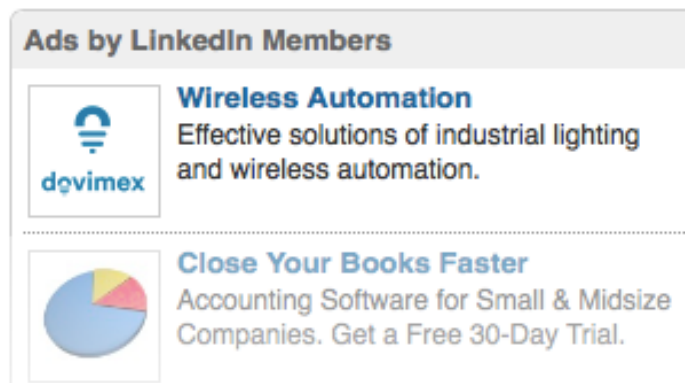 Ads by LinkedIn Members
Wireless Automation
Effective solutions of industrial lighting
and wireless automation.
dovimex
Close Your Books Faster
Accounting Software for Small & Midsize
Companies. Get a Free 30-Day Trial.